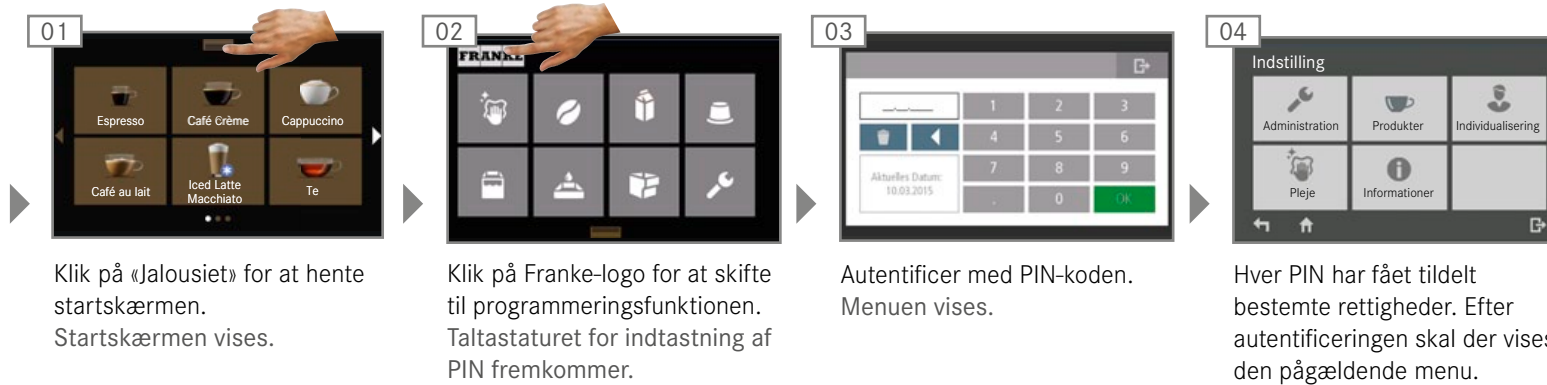 01
Espresso
Café Crème
Cappuccino
Café au lait
Iced Latte
Macchiato
Te
Klik på «Jalousiet» for at hente
startskærmen.
Startskærmen vises.
02
FRANKE
Klik på Franke-logo for at skifte
til programmeringsfunktionen.
Taltastaturet for indtastning af
PIN fremkommer.
03
__.__.____
1 2 3
4 5 6
7 8 9
. 0 OK
Aktuelles Datum:
10.03.2015
Autentificer med PIN-koden.
Menuen vises.
04
Indstilling
Administration
Produkter
Individualisering
Pleje
Informationer
Hver PIN har fået tildelt
bestemte rettigheder. Efter
autentificeringen skal der vises
den pågældende menu.